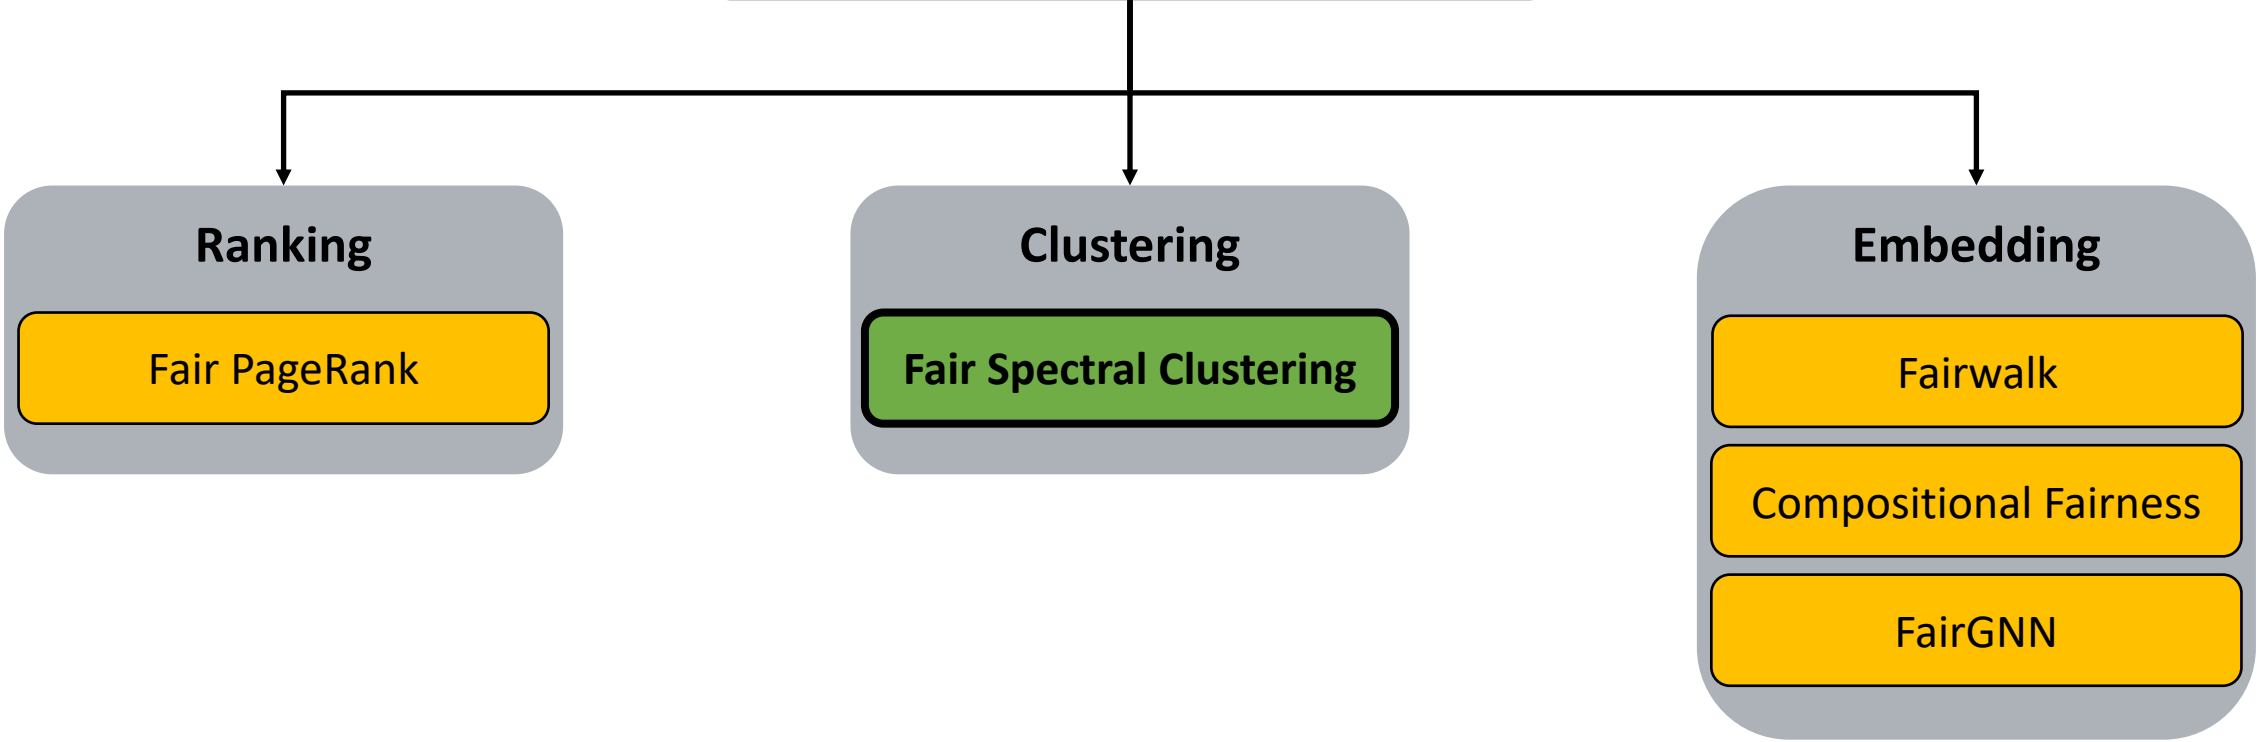 Ranking
Fair PageRank
Clustering
Fair Spectral Clustering
Embedding
Fairwalk
Compositional Fairness
FairGNN